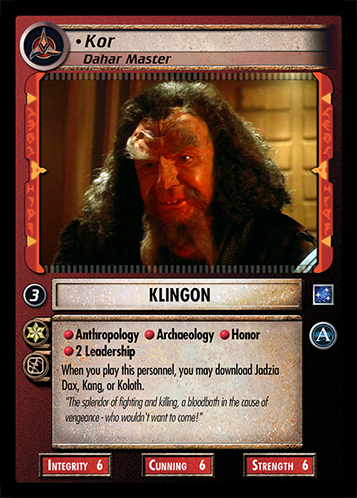 • Kor
Dahar Master
3
KLINGON
• Anthropology • Archaeology • Honor
• 2 Leadership
When you play this personnel, you may download Jadzia
Dax, Kang, or Koloth.
"The splendor of fighting and killing, a bloodbath in the cause of
vengeance - who wouldn't want to come!"
A
INTEGRITY 6 CUNNING 6 STRENGTH 6